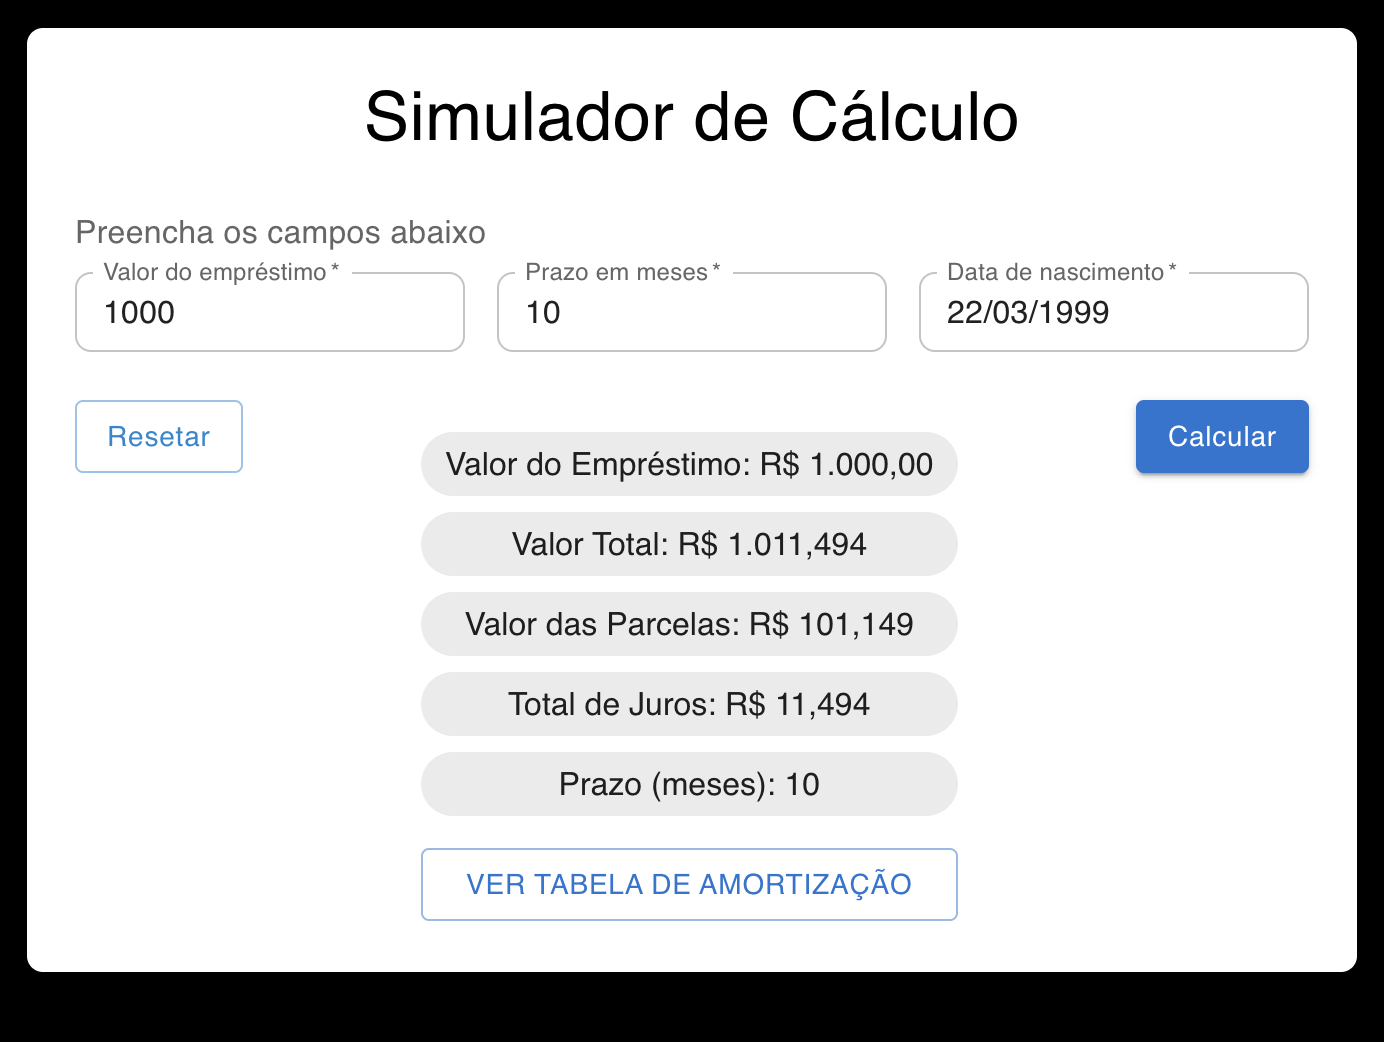 Simulador de Cálculo
Preencha os campos abaixo
Valor do empréstimo *
1000
Prazo em meses *
10
Data de nascimento *
22/03/1999
Resetar
Calcular
Valor do Empréstimo: R$ 1.000,00
Valor Total: R$ 1.011,494
Valor das Parcelas: R$ 101,149
Total de Juros: R$ 11,494
Prazo (meses): 10
VER TABELA DE AMORTIZAÇÃO